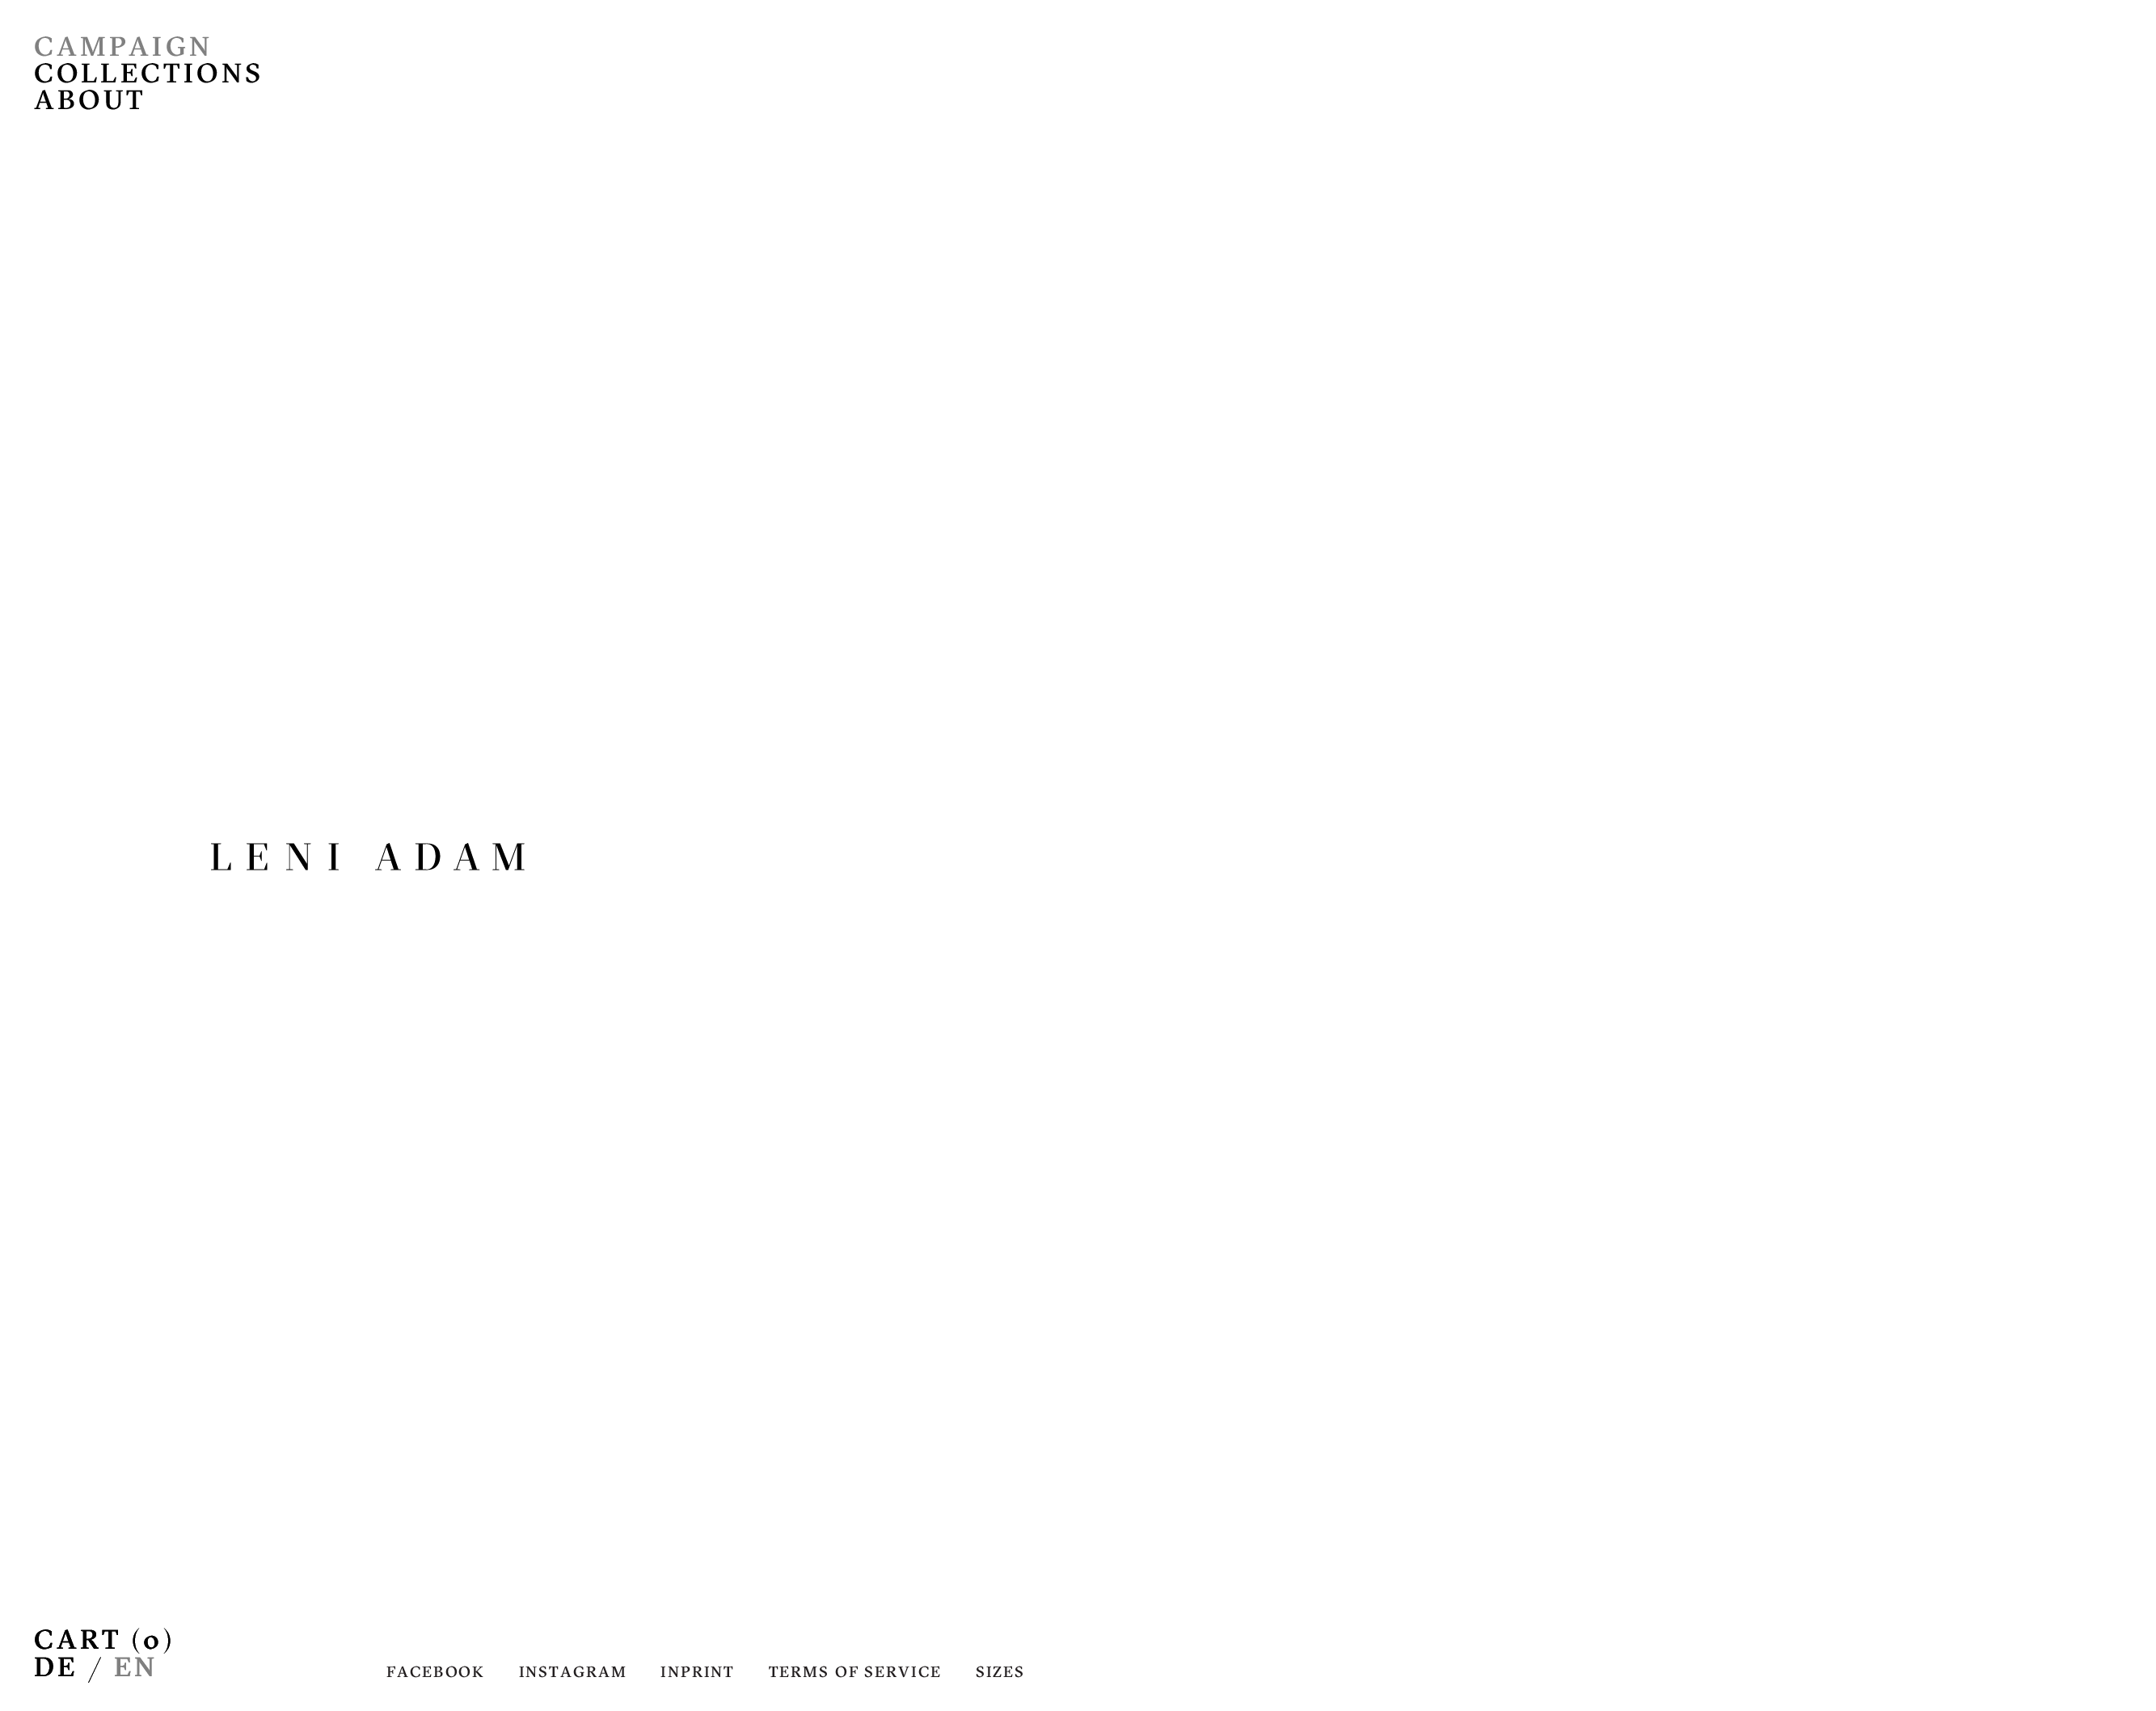 CAMPAIGN
COLLECTIONS
ABOUT
LENI ADAM
CART (0)
DE / EN
FACEBOOK INSTAGRAM INPRINT TERMS OF SERVICE SIZES